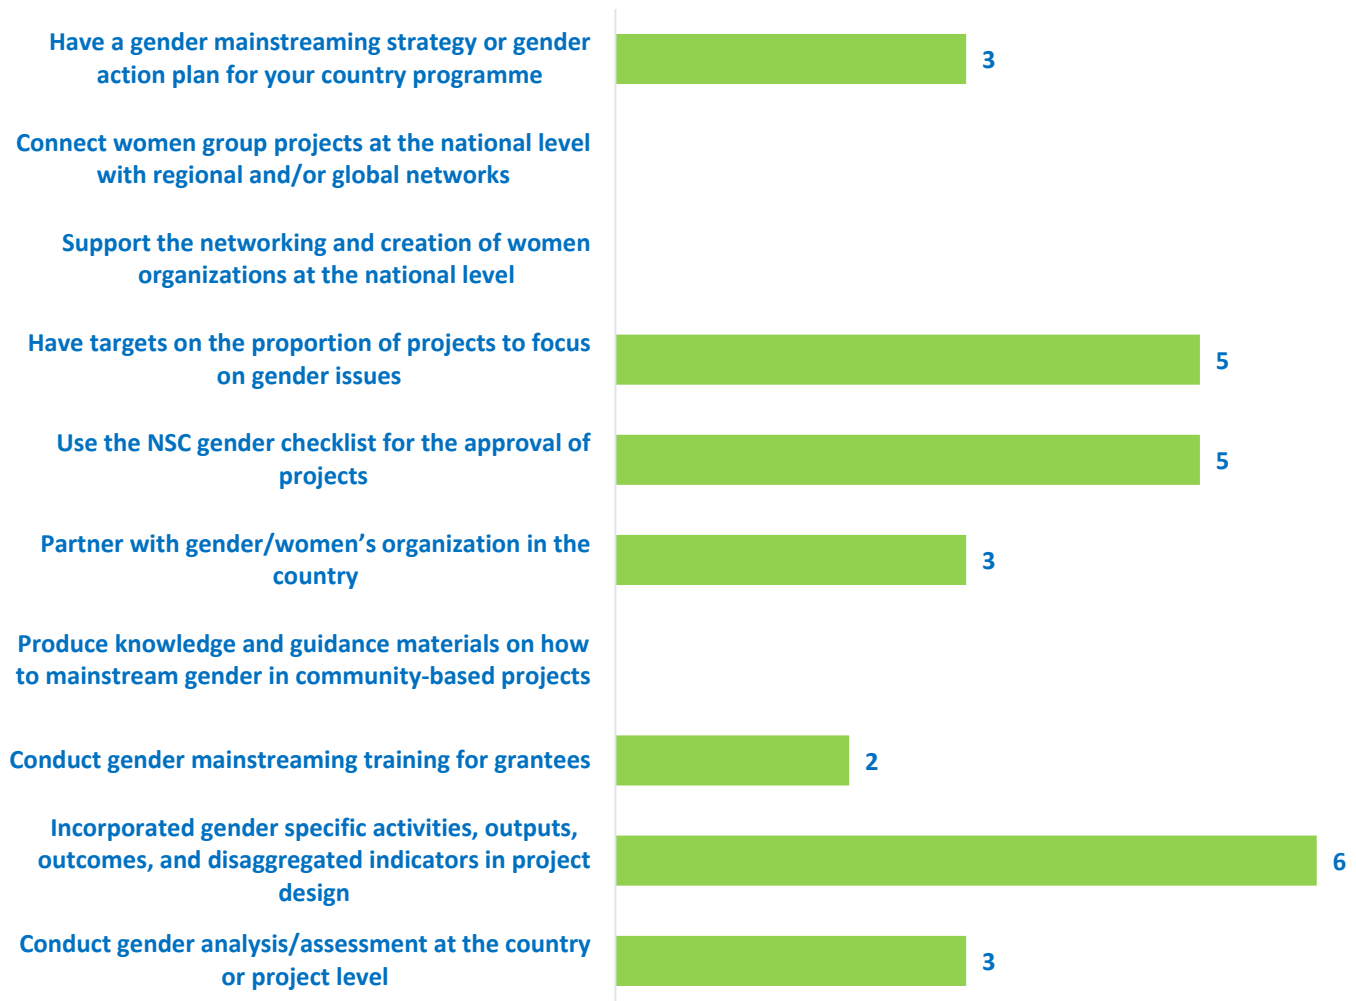 Have a gender mainstreaming strategy or gender
action plan for your country programme
3
Connect women group projects at the national level
with regional and/or global networks
Support the networking and creation of women
organizations at the national level
Have targets on the proportion of projects to focus
on gender issues
5
Use the NSC gender checklist for the approval of
projects
5
Partner with gender/women’s organization in the
country
3
Produce knowledge and guidance materials on how
to mainstream gender in community-based projects
Conduct gender mainstreaming training for grantees
2
Incorporated gender specific activities, outputs,
outcomes, and disaggregated indicators in project
design
6
Conduct gender analysis/assessment at the country
or project level
3